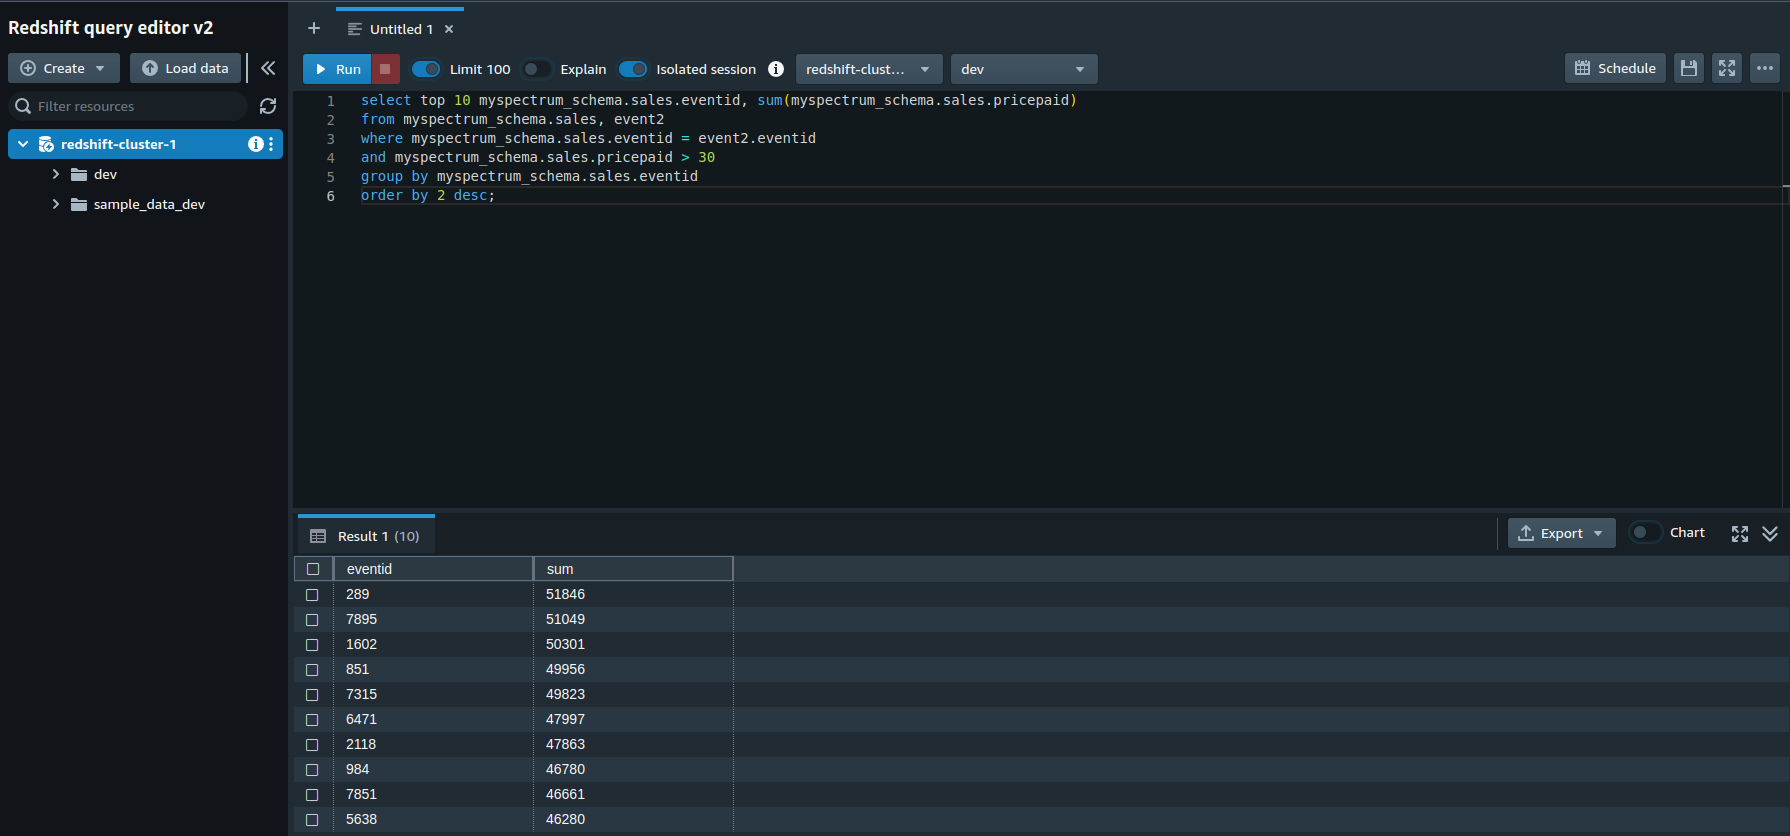 Redshift query editor v2
Create
Load data
Filter resources
redshift-cluster-1
dev
sample_data_dev
Untitled 1
Run
Limit 100
Explain
Isolated session
redshift-clust...
dev
Schedule
1 select top 10 myspectrum_schema.sales.eventid, sum(myspectrum_schema.sales.pricepaid)
2 from myspectrum_schema.sales, event2
3 where myspectrum_schema.sales.eventid = event2.eventid
4 and myspectrum_schema.sales.pricepaid > 30
5 group by myspectrum_schema.sales.eventid
6 order by 2 desc;
Result 1 (10)
Export
Chart
eventid sum
289 51846
7895 51049
1602 50301
851 49956
7315 49823
6471 47997
2118 47863
984 46780
7851 46661
5638 46280